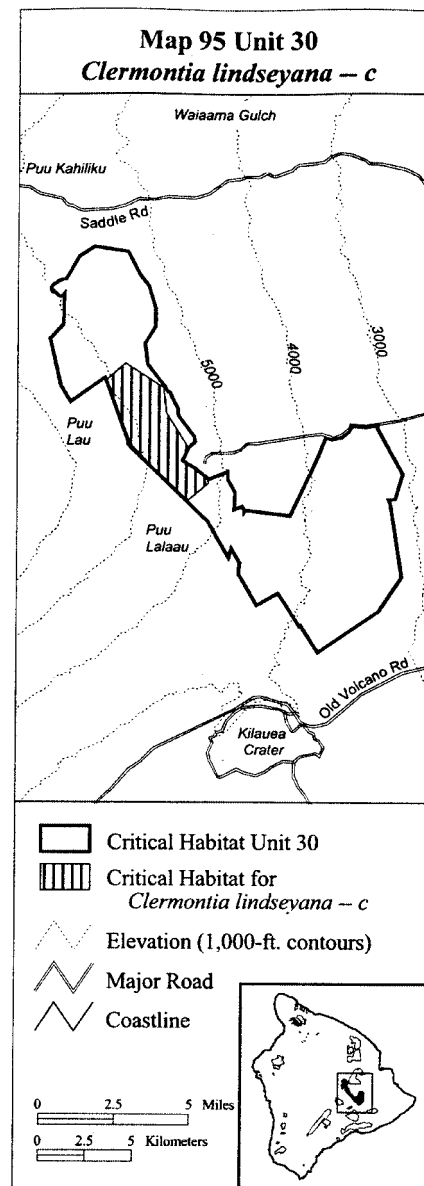 Map 95 Unit 30
Clermontia lindseyana – c
Waiaama Gulch
Puu Kahiliku
Saddle Rd
5000
4000
3000
Puu
Lau
Puu
Lalaau
Old Volcano Rd
Kilauea
Crater
Critical Habitat Unit 30
Critical Habitat for
Clermontia lindseyana – c
Elevation (1,000-ft. contours)
Major Road
Coastline
0 2.5 5 Miles
0 2.5 5 Kilometers